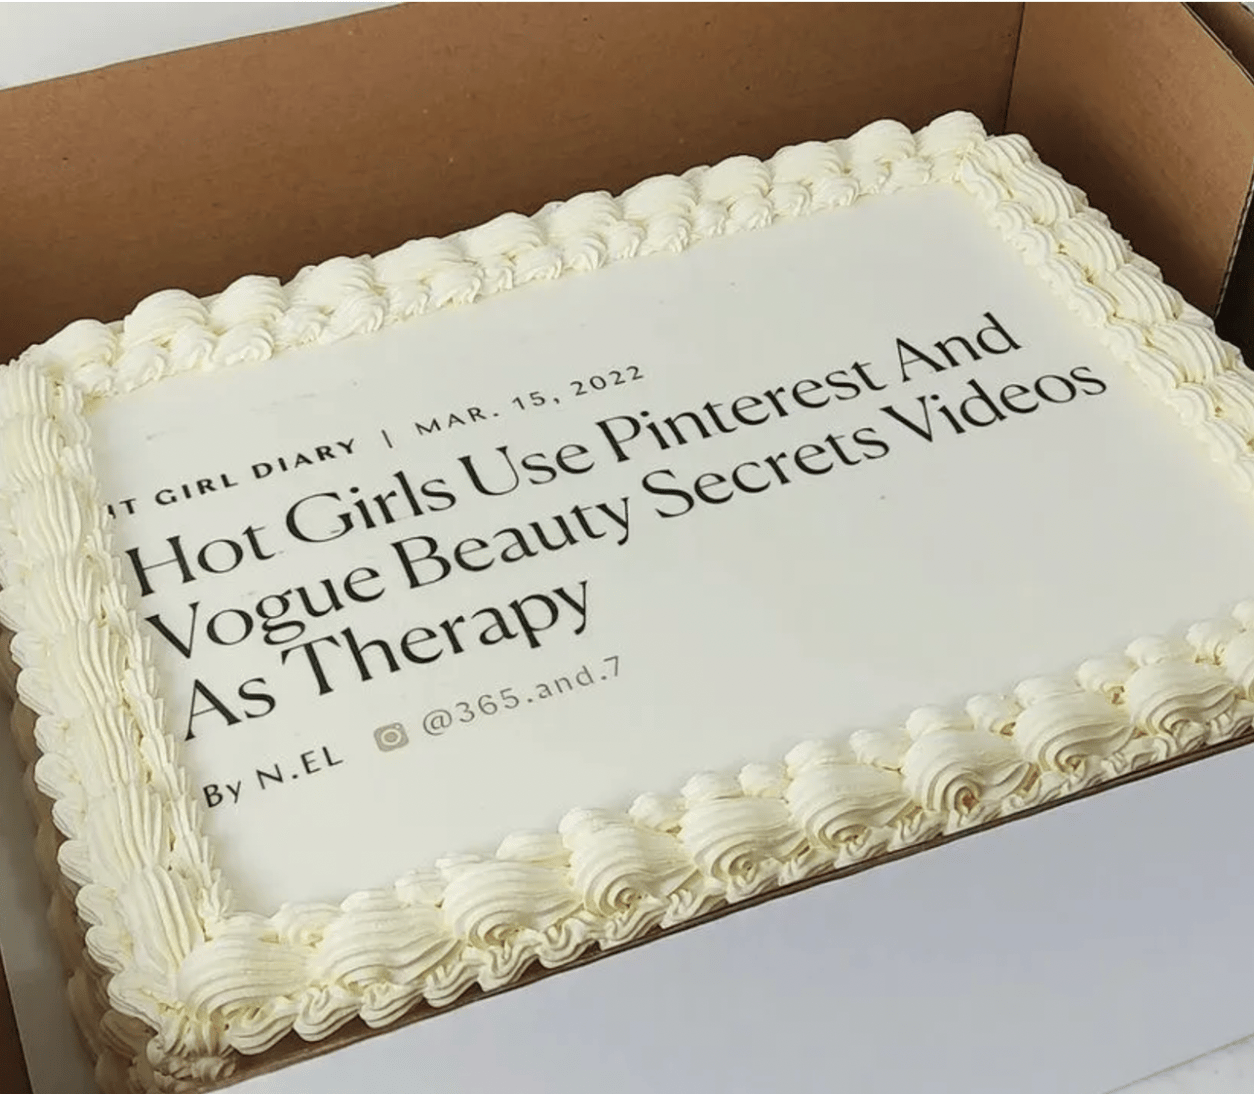 IT GIRL DIARY | MAR. 15, 2022
Hot Girls Use Pinterest And
Vogue Beauty Secrets Videos
As Therapy
By N.EL @365.and.7